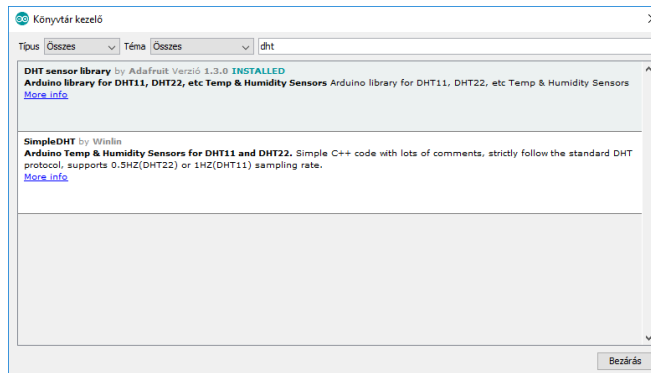 Könyvtár kezelő
Típus Összes Téma Összes dht
DHT sensor library by Adafruit Verzió 1.3.0 INSTALLED
Arduino library for DHT11, DHT22, etc Temp & Humidity Sensors Arduino library for DHT11, DHT22, etc Temp & Humidity Sensors
More info
SimpleDHT by Winlin
Arduino Temp & Humidity Sensors for DHT11 and DHT22. Simple C++ code with lots of comments, strictly follow the standard DHT
protocol, supports 0.5HZ(DHT22) or 1HZ(DHT11) sampling rate.
More info
Bezárás